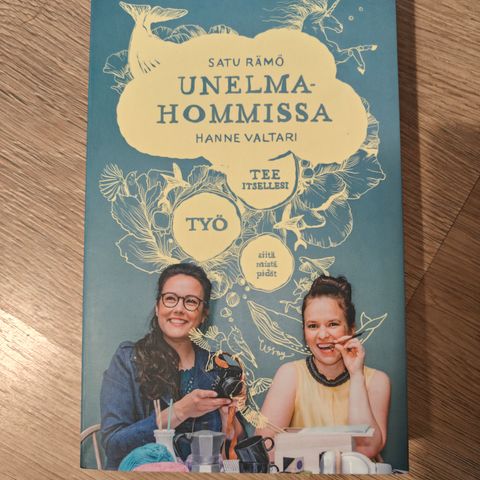 SATU RÄMÖ
UNELMA-
HOMMISSA
HANNE VALTARI
TEE
ITSELLESI
TYÖ
siitä
mistä
pidät